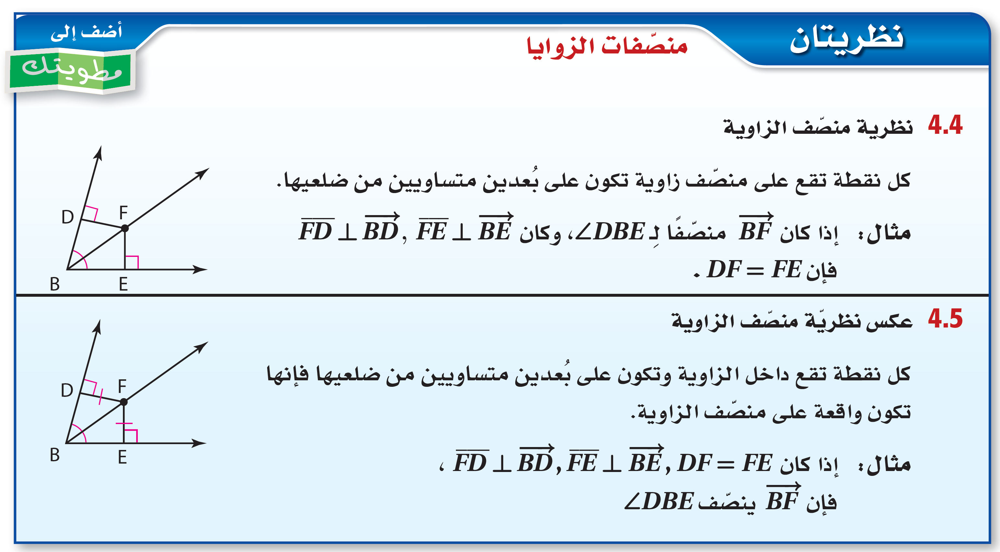 نظريتان
منصّفات الزوايا
أضف إلى
مطويتك
4.4 نظرية منصّف الزاوية
كل نقطة تقع على منصّف زاوية تكون على بُعدين متساويين من ضلعيها.
مثال: إذا كان $\overrightarrow{BF}$ منصّفًا لِـ ∠DBE، وكان $\overline{FD} \perp \overrightarrow{BD}$ , $\overline{FE} \perp \overrightarrow{BE}$
فإن DF = FE .
D
F
B
E
4.5 عكس نظريّة منصّف الزاوية
كل نقطة تقع داخل الزاوية وتكون على بُعدين متساويين من ضلعيها فإنها
تكون واقعة على منصّف الزاوية.
مثال: إذا كان $\overline{FD} \perp \overrightarrow{BD}$ , $\overline{FE} \perp \overrightarrow{BE}$ , DF = FE ،
فإن $\overrightarrow{BF}$ ينصّف ∠DBE
D
F
B
E